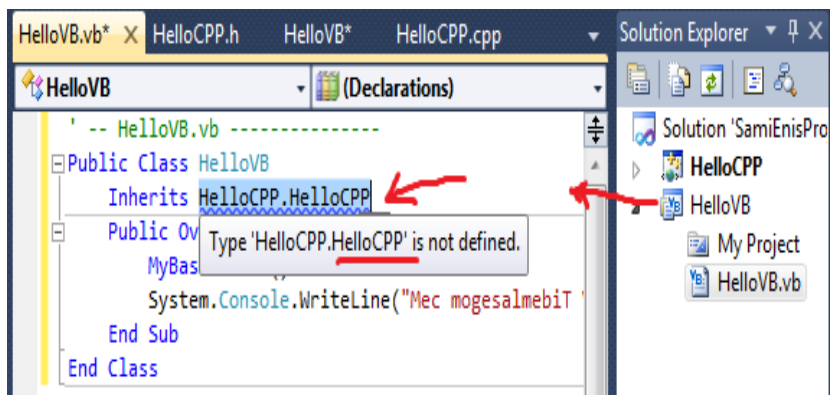 HelloVB.vb* X HelloCPP.h HelloVB* HelloCPP.cpp
HelloVB (Declarations)
' -- HelloVB.vb ---------------
Public Class HelloVB
Inherits HelloCPP.HelloCPP
Public Ov
Type 'HelloCPP.HelloCPP' is not defined.
MyBas ()
System.Console.WriteLine("Mec mogesalmebiT '
End Sub
End Class
Solution Explorer
Solution 'SamiEnisPro
HelloCPP
HelloVB
My Project
HelloVB.vb